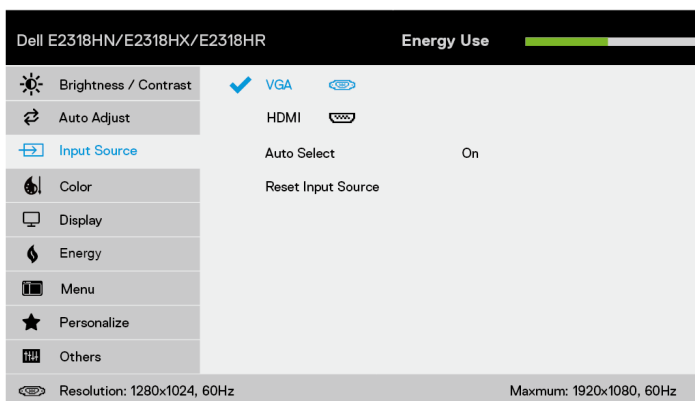 Dell E2318HN/E2318HX/E2318HR Energy Use
Brightness / Contrast VGA
Auto Adjust HDMI
Input Source Auto Select On
Color Reset Input Source
Display
Energy
Menu
Personalize
Others
Resolution: 1280x1024, 60Hz Maxmum: 1920x1080, 60Hz